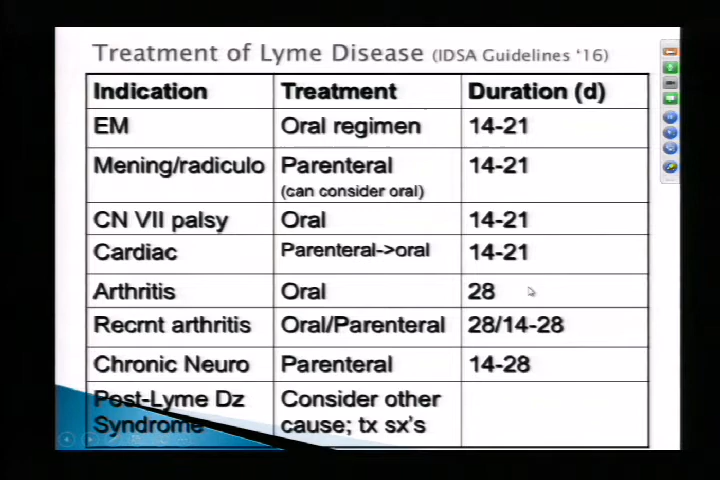 Treatment of Lyme Disease (IDSA Guidelines '16)
Indication Treatment Duration (d)
EM Oral regimen 14-21
Mening/radiculo Parenteral 14-21
(can consider oral)
CN VII palsy Oral 14-21
Cardiac Parenteral->oral 14-21
Arthritis Oral 28
Recrnt arthritis Oral/Parenteral 28/14-28
Chronic Neuro Parenteral 14-28
Post-Lyme Dz Consider other
Syndrome cause; tx sx's